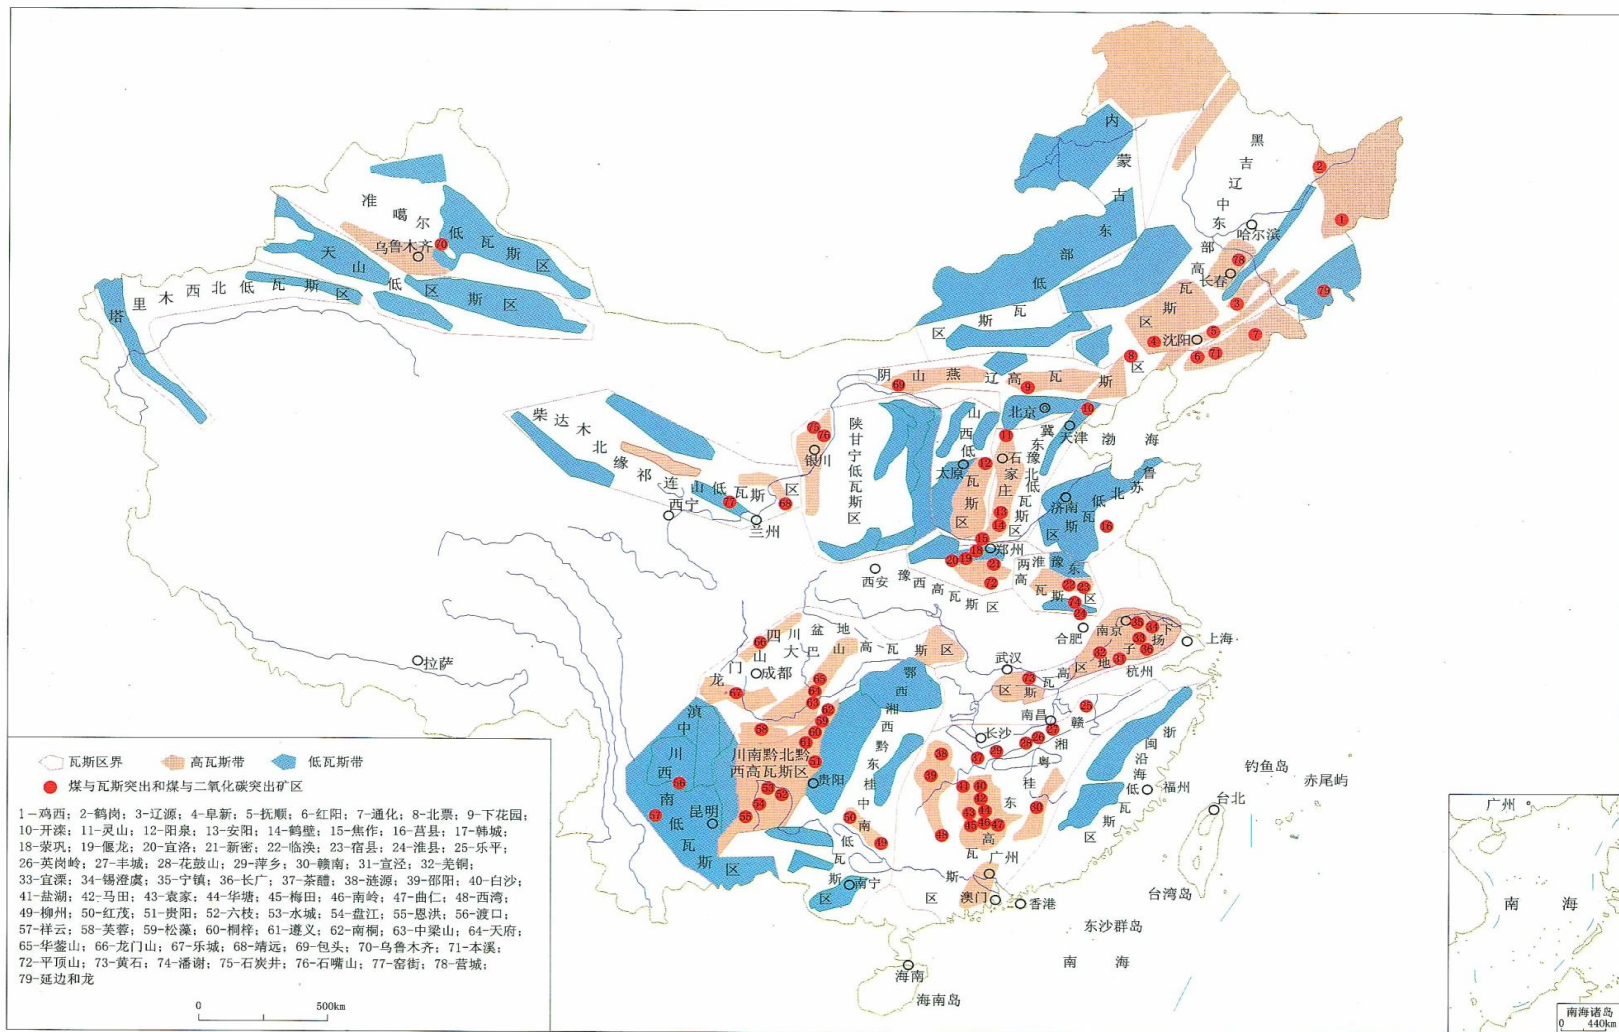 黑吉辽中东部高瓦斯区
内蒙古东部低瓦斯区
准噶尔低瓦斯区
天山低区斯区
塔里木西北低瓦斯区
乌鲁木齐
哈尔滨
长春
沈阳
阴山燕辽高瓦斯区
北京
天津
渤海
冀东豫北低瓦斯区
石家庄
山西低瓦斯区
太原
陕甘宁低瓦斯区
银川
柴达木北缘祁连山低瓦斯区
西宁
兰州
鲁苏北低瓦斯区
济南
郑州
西安
豫西高瓦斯区
两淮豫东高瓦斯区
合肥
南京
上海
下扬子地区高瓦斯区
杭州
武汉
拉萨
四川盆地
龙门山大巴山高瓦斯区
成都
鄂西湘西黔东桂中南低瓦斯区
滇中川西南低瓦斯区
川南黔北黔
西高瓦斯区
贵阳
昆明
南宁
长沙
南昌
赣湘粤桂东高瓦斯区
浙闽沿海低瓦斯区
福州
台北
钓鱼岛
赤尾屿
台湾岛
广州
澳门
香港
东沙群岛
南海
海南
海南岛
瓦斯区界 高瓦斯带 低瓦斯带
煤与瓦斯突出和煤与二氧化碳突出矿区
1-鸡西; 2-鹤岗; 3-辽源; 4-阜新; 5-抚顺; 6-红阳; 7-通化; 8-北票; 9-下花园;
10-开滦; 11-灵山; 12-阳泉; 13-安阳; 14-鹤壁; 15-焦作; 16-莒县; 17-韩城;
18-荥巩; 19-偃龙; 20-宜洛; 21-新密; 22-临涣; 23-宿县; 24-淮县; 25-乐平;
26-英岗岭; 27-丰城; 28-花鼓山; 29-萍乡; 30-赣南; 31-宣泾; 32-芜铜;
33-宜溧; 34-锡澄虞; 35-宁镇; 36-长广; 37-茶醴; 38-涟源; 39-邵阳; 40-白沙;
41-盐湖; 42-马田; 43-袁家; 44-华塘; 45-梅田; 46-南岭; 47-曲仁; 48-西湾;
49-柳州; 50-红茂; 51-贵阳; 52-六枝; 53-水城; 54-盘江; 55-恩洪; 56-渡口;
57-祥云; 58-芙蓉; 59-松藻; 60-桐梓; 61-遵义; 62-南桐; 63-中梁山; 64-天府;
65-华蓥山; 66-龙门山; 67-乐城; 68-靖远; 69-包头; 70-乌鲁木齐; 71-本溪;
72-平顶山; 73-黄石; 74-潘谢; 75-石炭井; 76-石嘴山; 77-窑街; 78-营城;
79-延边和龙
0 500km
广州
南海
南海诸岛
0 440km